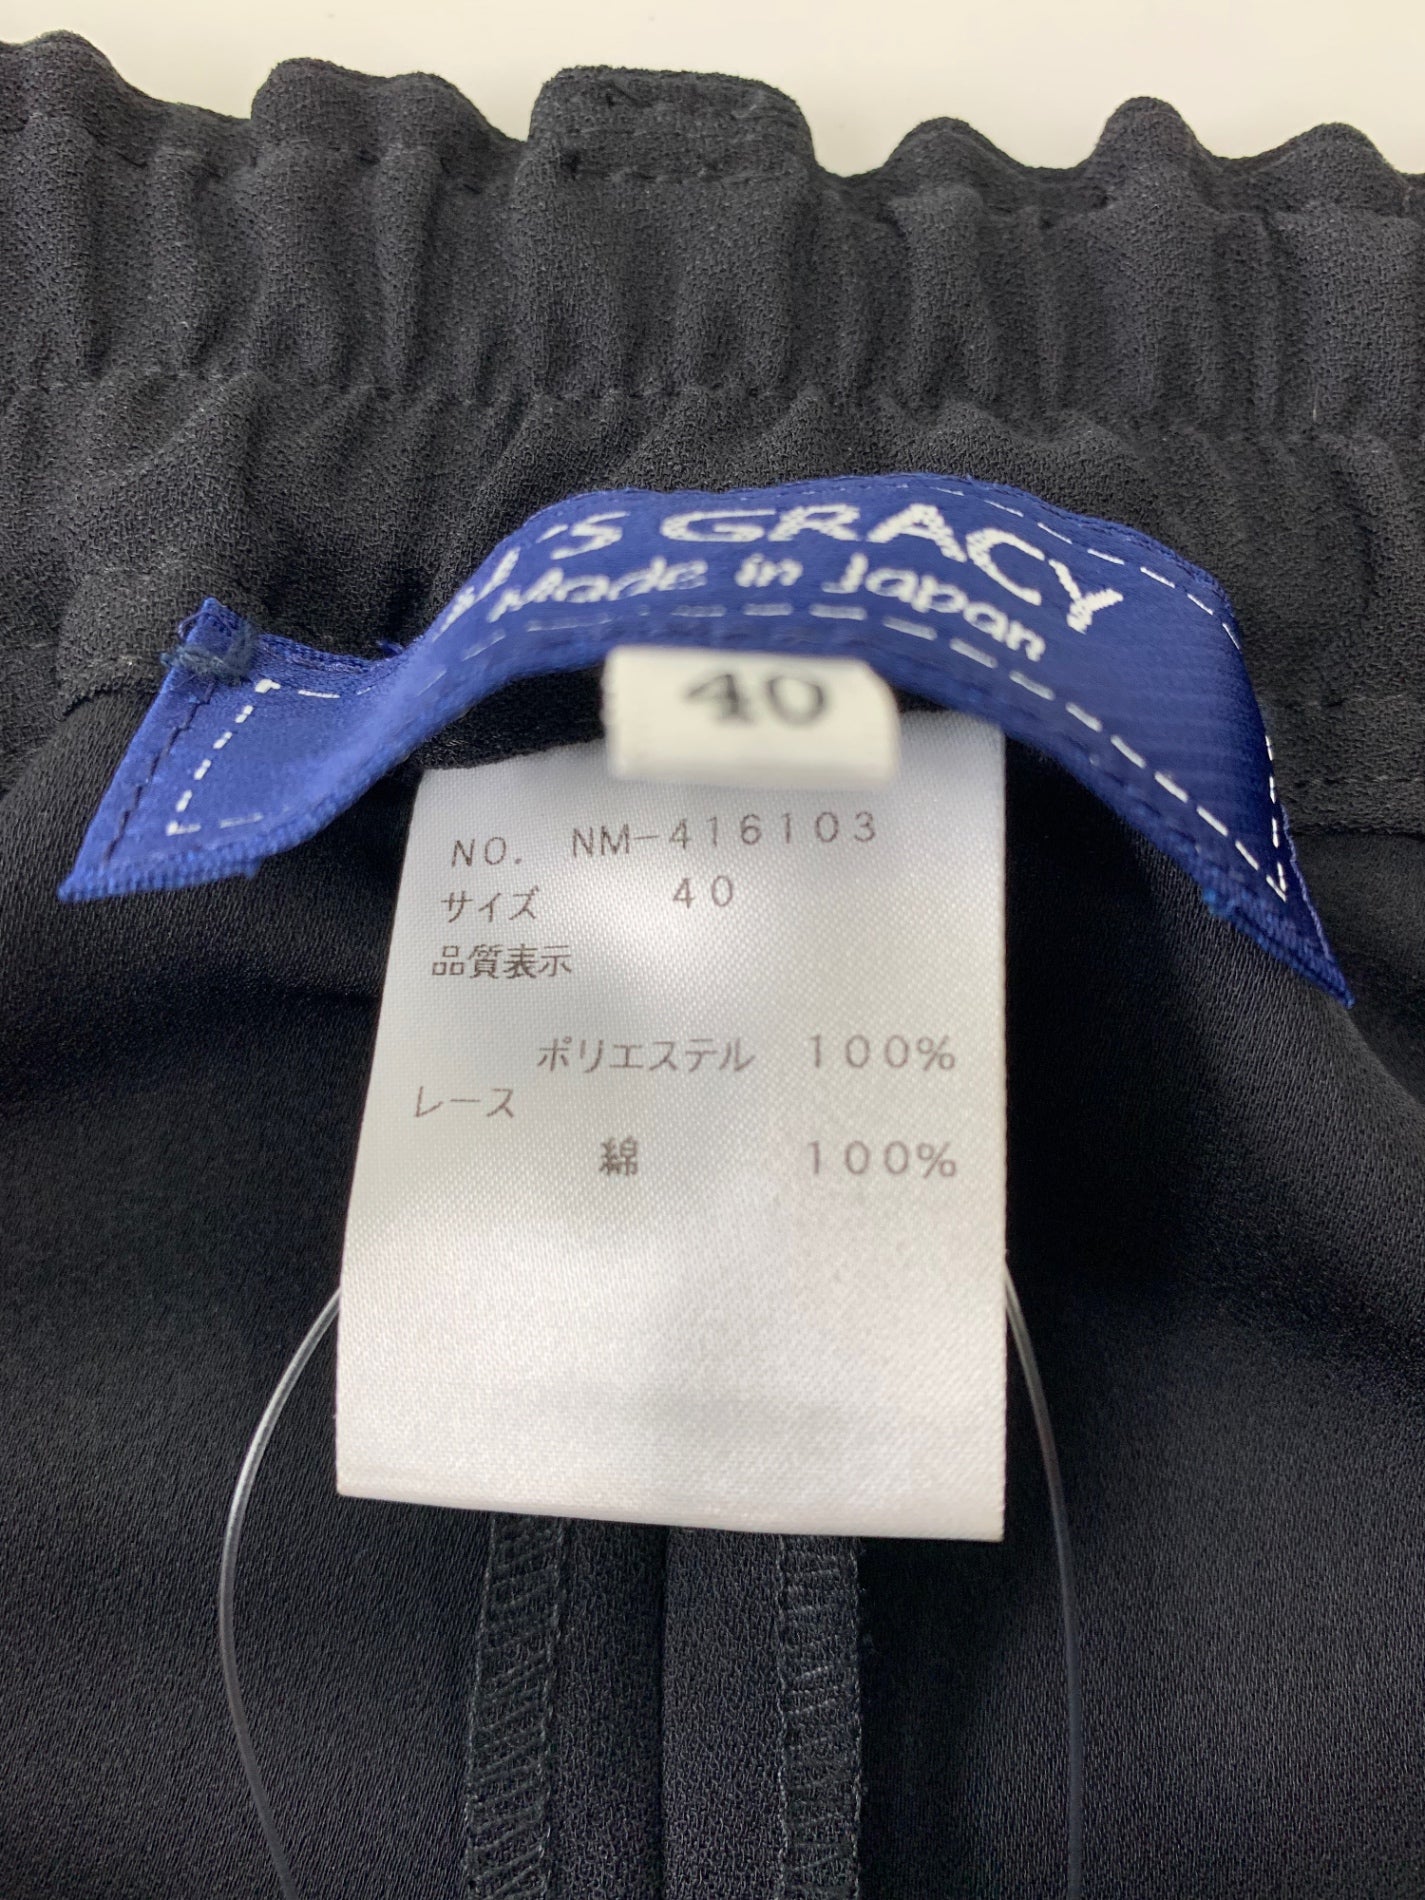 'S GRACY
Made in Japan
40
NO. NM-416103
サイズ 40
品質表示
ポリエステル 100%
レース
綿 100%